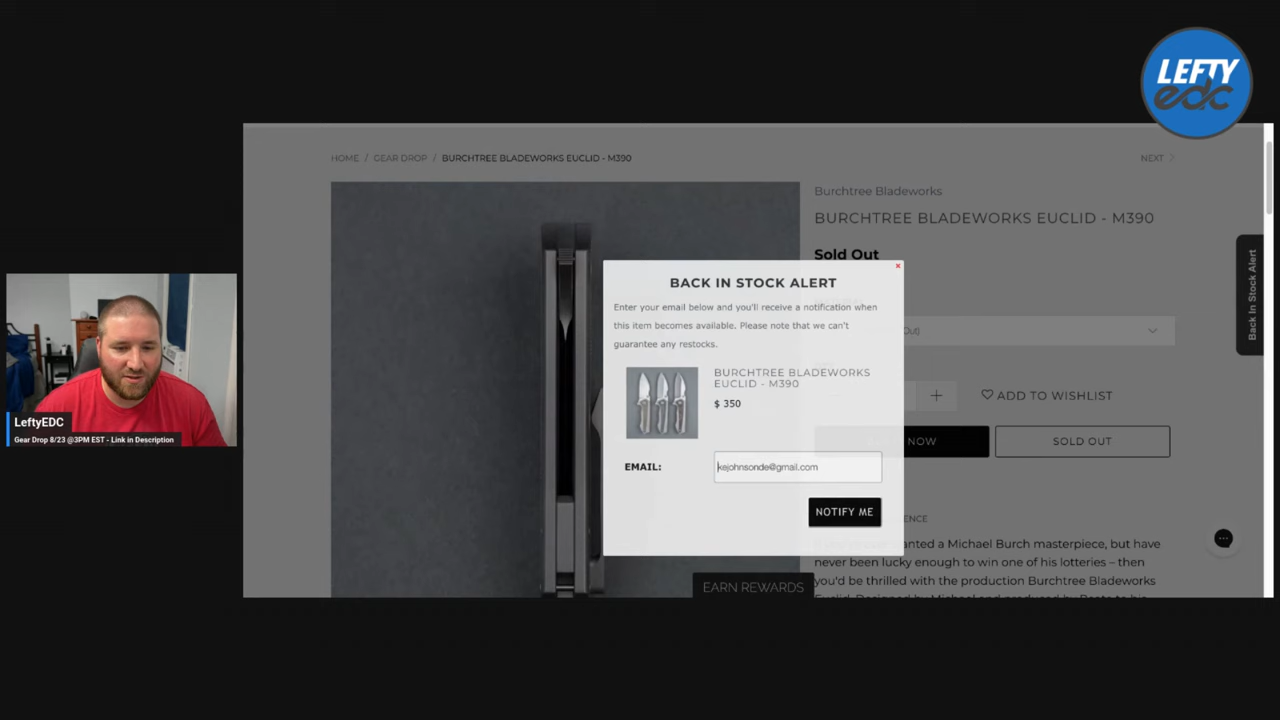 LEFTY
edc
HOME / GEAR DROP / BURCHTREE BLADEWORKS EUCLID - M390
NEXT
Burchtree Bladeworks
BURCHTREE BLADEWORKS EUCLID - M390
Sold Out
Back In Stock Alert
BACK IN STOCK ALERT
Enter your email below and you'll receive a notification when
this item becomes available. Please note that we can't
guarantee any restocks.
Out)
BURCHTREE BLADEWORKS
EUCLID - M390
$ 350
+
ADD TO WISHLIST
NOW
SOLD OUT
EMAIL:
kejohnsonde@gmail.com
NOTIFY ME
LeftyEDC
Gear Drop 8/23 @3PM EST - Link in Description
ENCE
anted a Michael Burch masterpiece, but have
never been lucky enough to win one of his lotteries – then
you'd be thrilled with the production Burchtree Bladeworks
EARN REWARDS